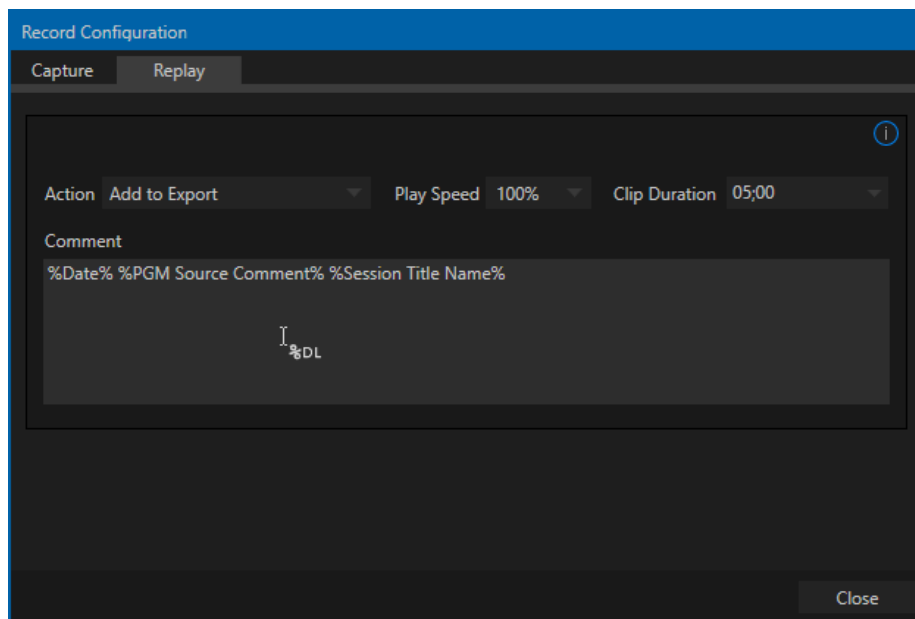 Record Configuration
Capture Replay
i
Action Add to Export Play Speed 100% Clip Duration 05;00
Comment
%Date% %PGM Source Comment% %Session Title Name%
%DL
Close